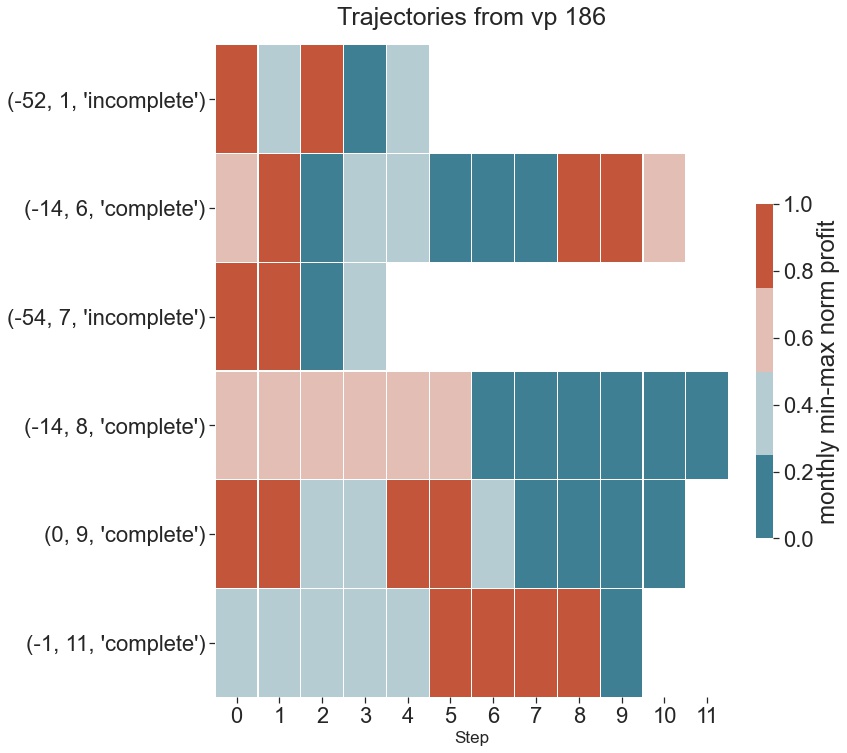 Trajectories from vp 186
(-52, 1, 'incomplete')
(-14, 6, 'complete')
(-54, 7, 'incomplete')
(-14, 8, 'complete')
(0, 9, 'complete')
(-1, 11, 'complete')
0 1 2 3 4 5 6 7 8 9 10 11
Step
1.0
0.8
0.6
0.4
0.2
0.0
monthly min-max norm profit